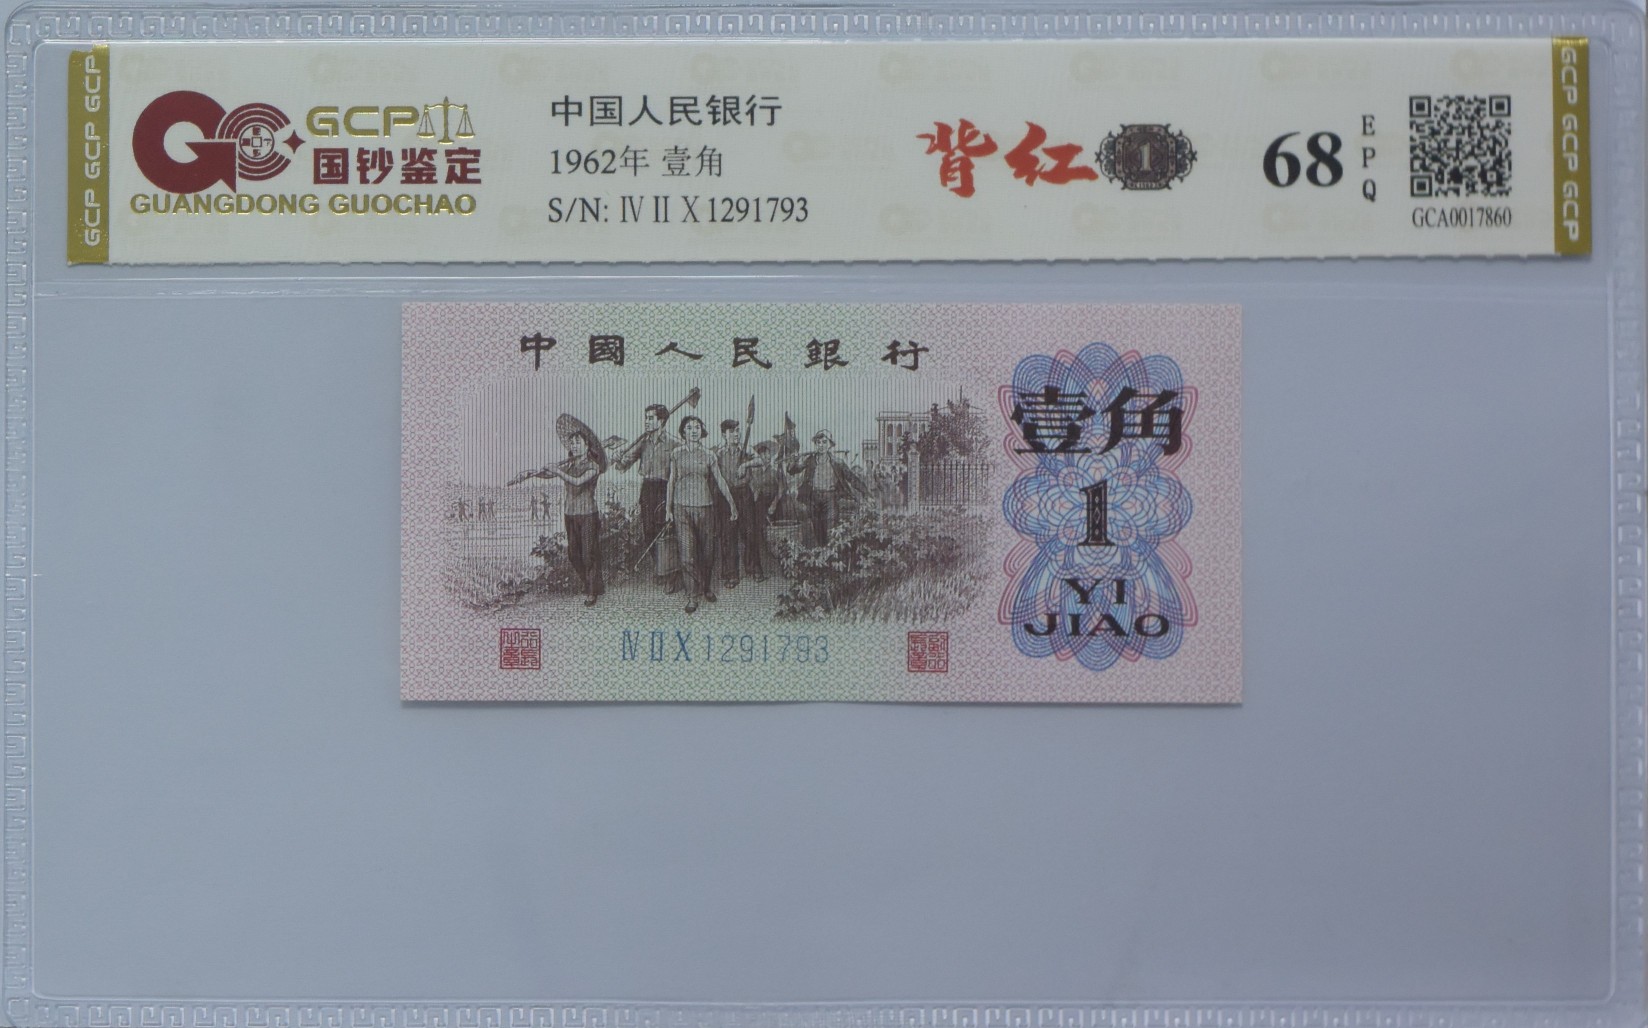 GCP GCP GCP
GCP
国钞鉴定
GUANGDONG GUOCHAO
中国人民银行
1962年 壹角
S/N: Ⅳ Ⅱ Ⅹ 1291793
背红
1
68
EPQ
GCA0017860
GCP GCP GCP
中國人民銀行
壹角
1
YI
JIAO
ⅣⅡⅩ1291793